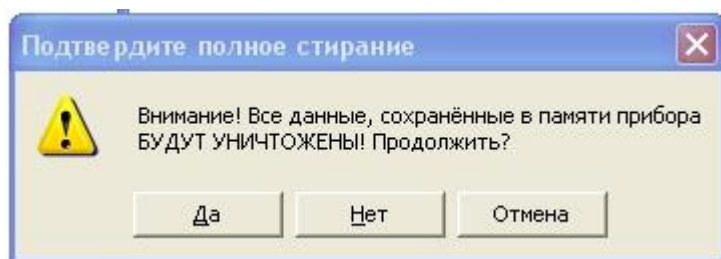 Подтвердите полное стирание
Внимание! Все данные, сохранённые в памяти прибора
БУДУТ УНИЧТОЖЕНЫ! Продолжить?
Да Нет Отмена